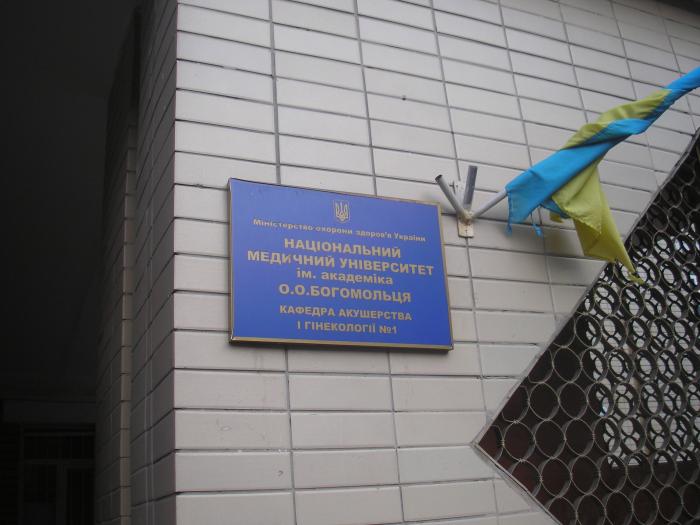 Міністерство охорони здоров'я України
НАЦІОНАЛЬНИЙ
МЕДИЧНИЙ УНІВЕРСИТЕТ
ім. академіка
О.О.БОГОМОЛЬЦЯ
КАФЕДРА АКУШЕРСТВА
І ГІНЕКОЛОГІЇ №1